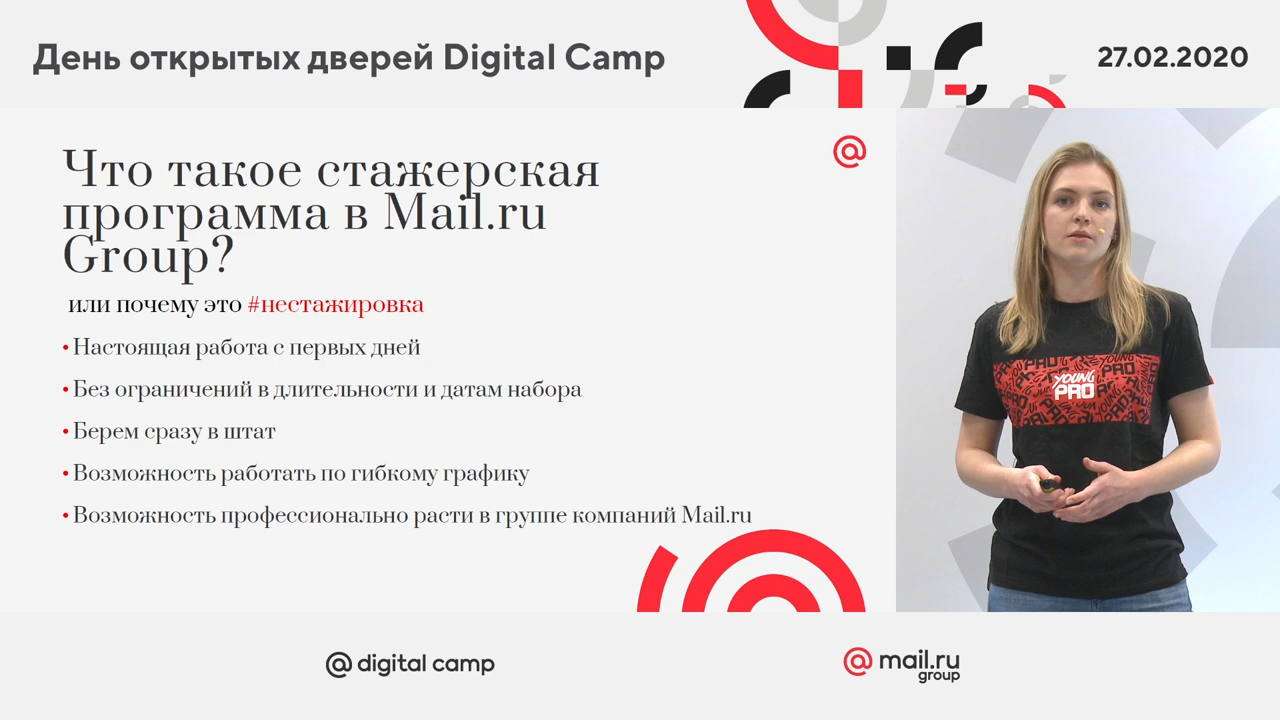 День открытых дверей Digital Camp
27.02.2020
Что такое стажерская
программа в Mail.ru
Group?
или почему это #нестажировка
• Настоящая работа с первых дней
• Без ограничений в длительности и датам набора
• Берем сразу в штат
• Возможность работать по гибкому графику
• Возможность профессионально расти в группе компаний Mail.ru
YOUNG
PRO
@ digital camp
@ mail.ru
group